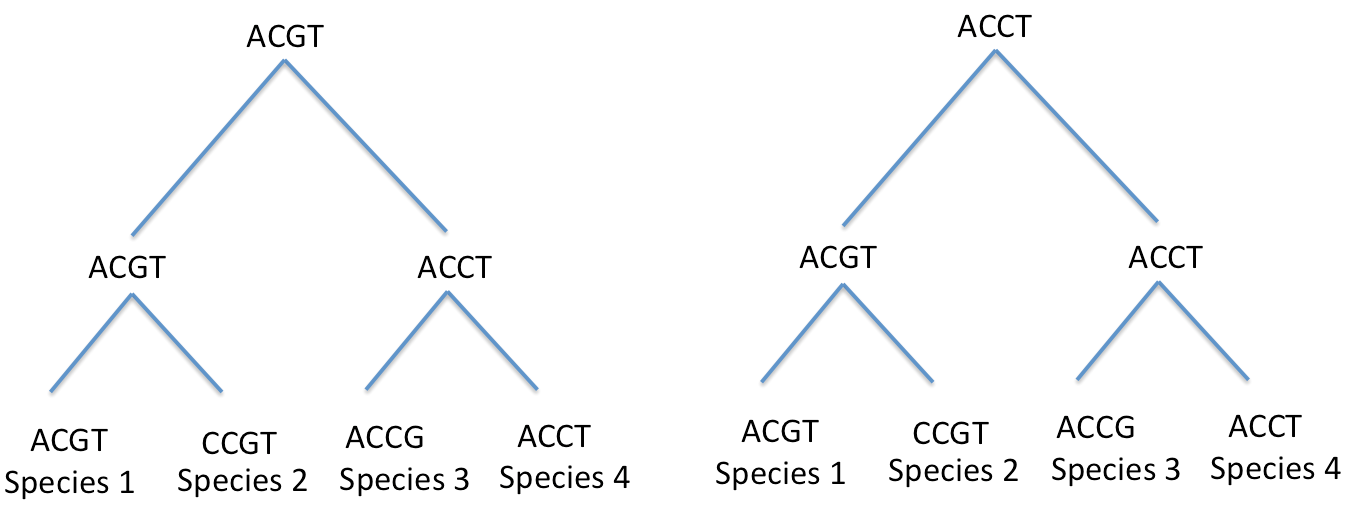 ACGT
ACGT
ACCT
ACGT
CCGT
ACCG
ACCT
Species 1
Species 2
Species 3
Species 4
ACCT
ACGT
ACCT
ACGT
CCGT
ACCG
ACCT
Species 1
Species 2
Species 3
Species 4